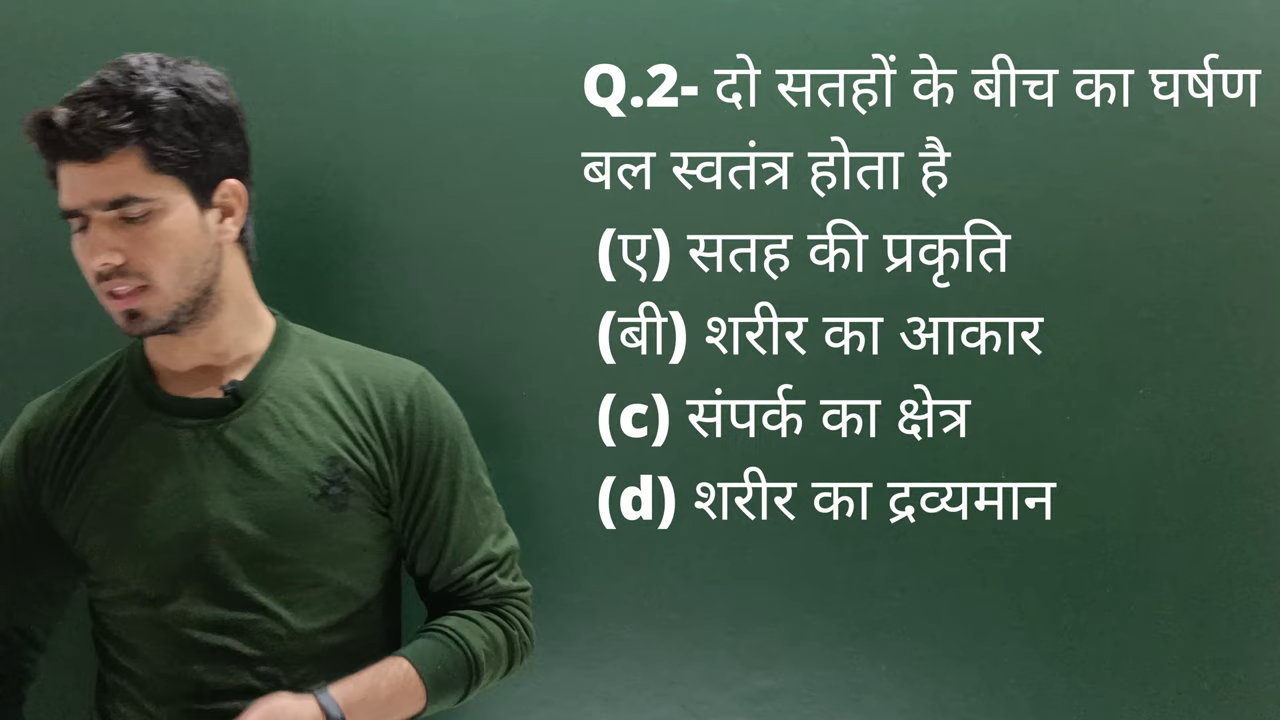 Q.2- दो सतहों के बीच का घर्षण
बल स्वतंत्र होता है
(ए) सतह की प्रकृति
(बी) शरीर का आकार
(c) संपर्क का क्षेत्र
(d) शरीर का द्रव्यमान